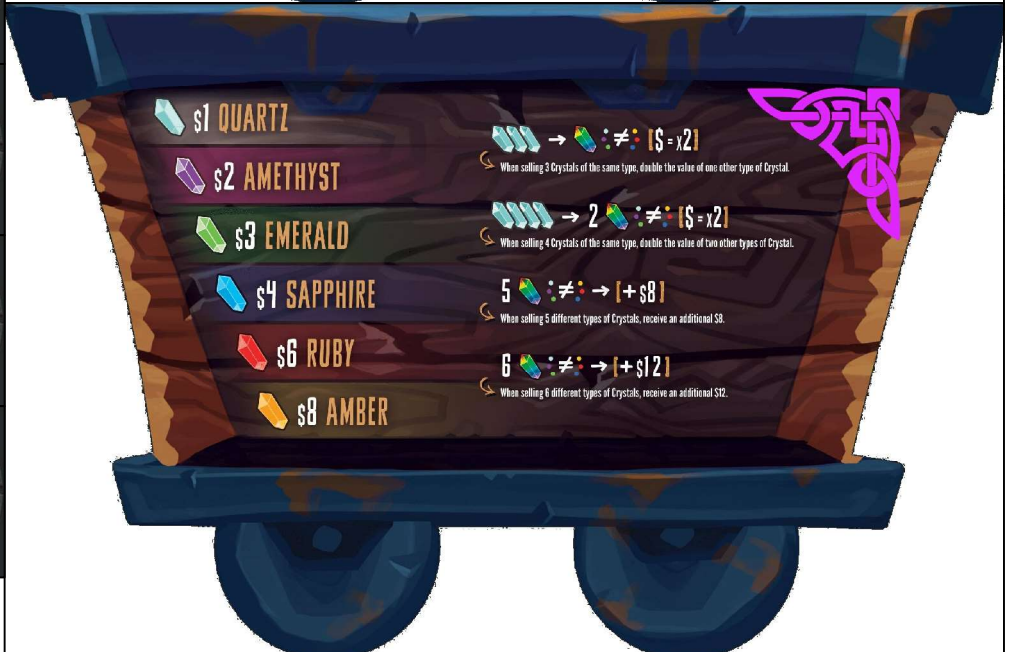 $1 QUARTZ
$2 AMETHYST
$3 EMERALD
$4 SAPPHIRE
$6 RUBY
$8 AMBER
→ ≠ [$ = x2]
When selling 3 Crystals of the same type, double the value of one other type of Crystal.
→ 2 ≠ [$ = x2]
When selling 4 Crystals of the same type, double the value of two other types of Crystal.
5 ≠ → [+ $8]
When selling 5 different types of Crystals, receive an additional $8.
6 ≠ → [+ $12]
When selling 6 different types of Crystals, receive an additional $12.